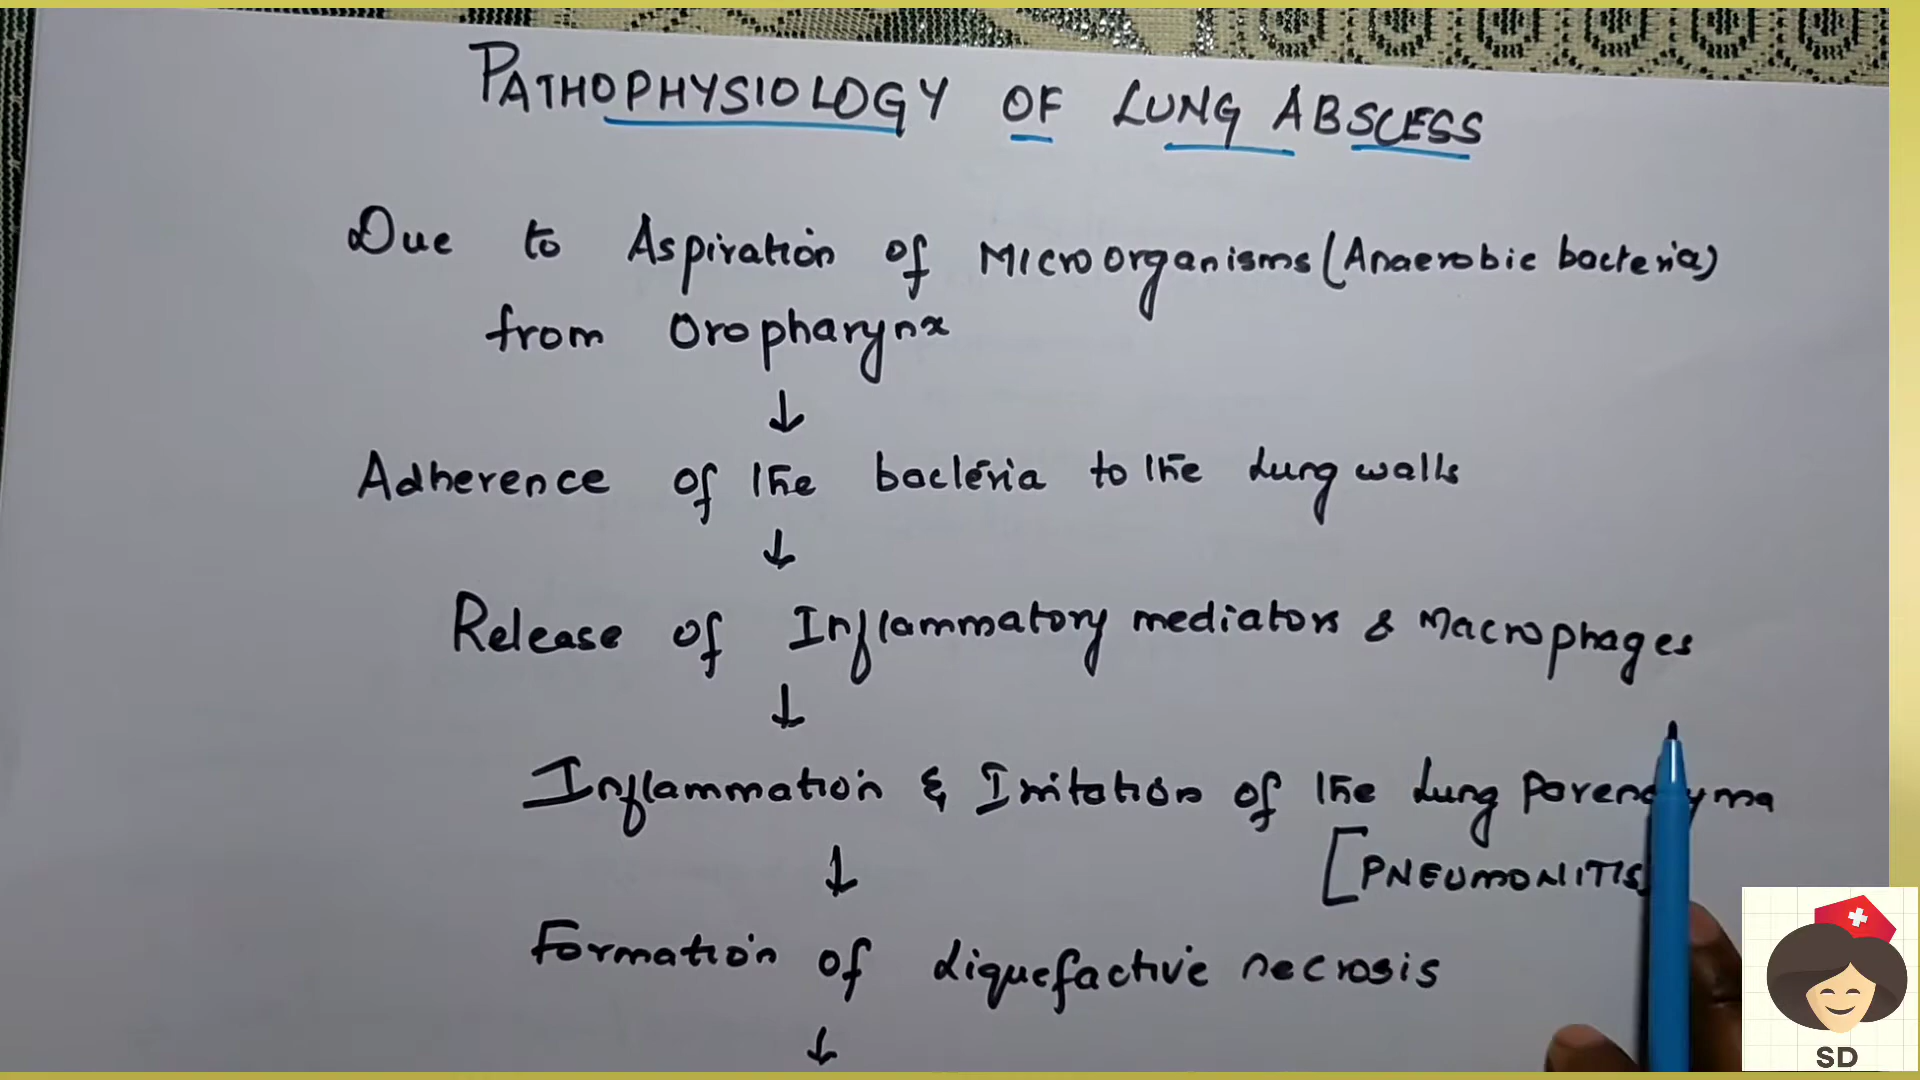 PATHOPHYSIOLOGY OF LUNG ABSCESS
Due to Aspiration of Microorganisms (Anaerobic bacteria)
from Oropharynx
↓
Adherence of the bacteria to the Lung walls
↓
Release of Inflammatory mediators & Macrophages
↓
Inflammation & Irritation of the Lung
[PNEUMONITIS
↓
Formation of Liquefactive necrosis
↓
SD